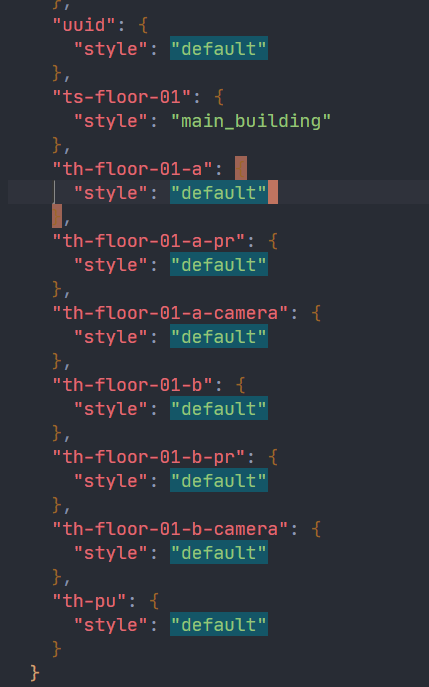 },
"uuid": {
"style": "default"
},
"ts-floor-01": {
"style": "main_building"
},
"th-floor-01-a": {
"style": "default"
},
"th-floor-01-a-pr": {
"style": "default"
},
"th-floor-01-a-camera": {
"style": "default"
},
"th-floor-01-b": {
"style": "default"
},
"th-floor-01-b-pr": {
"style": "default"
},
"th-floor-01-b-camera": {
"style": "default"
},
"th-pu": {
"style": "default"
}
}